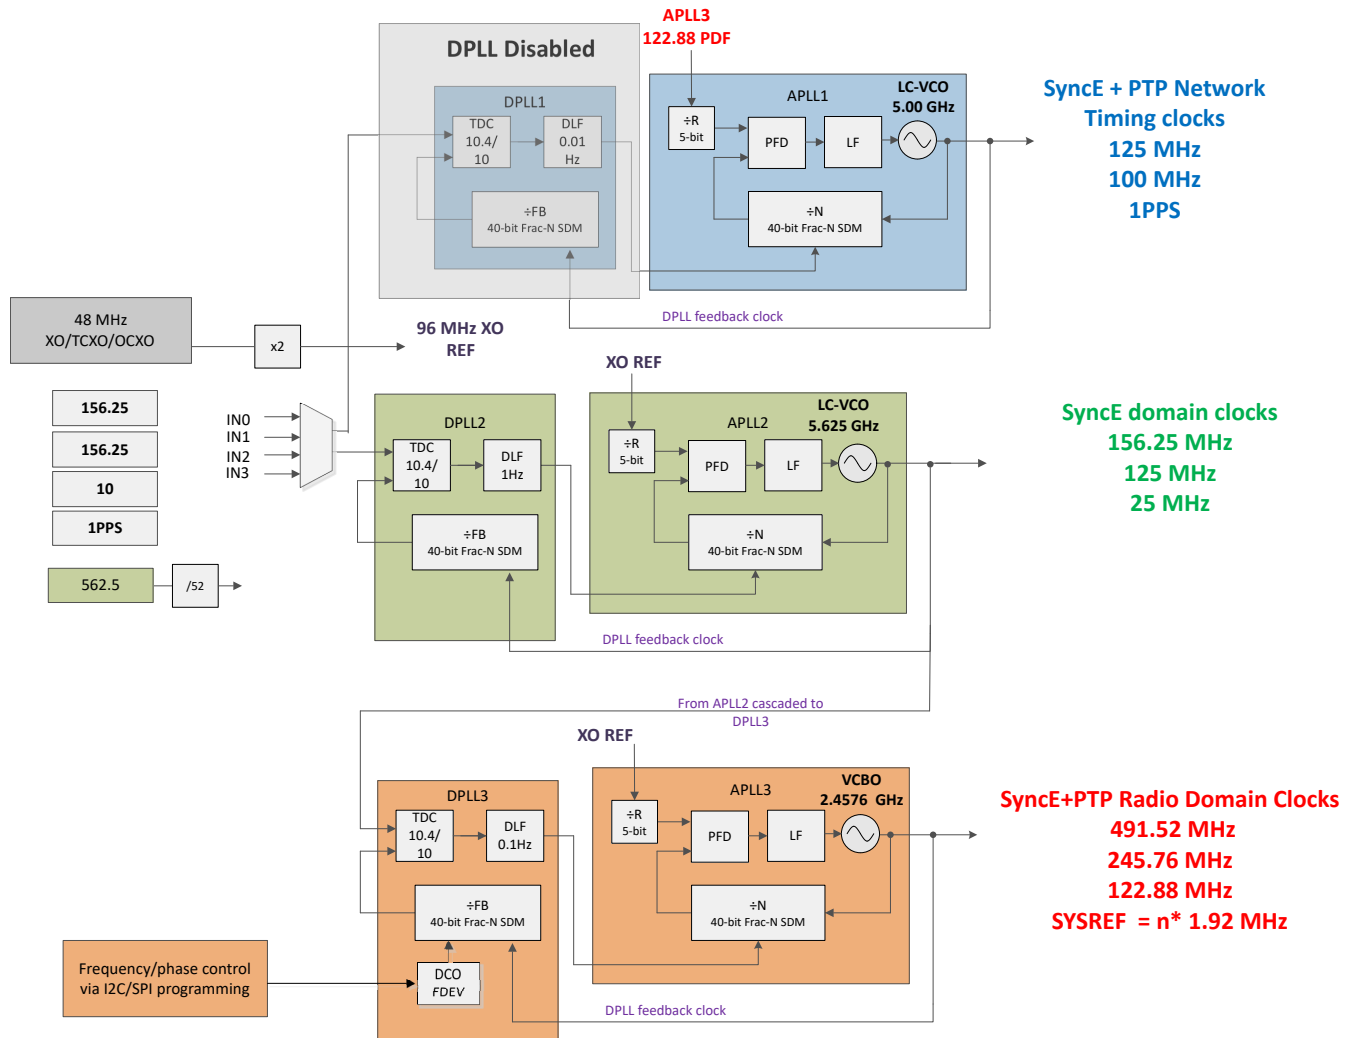 APLL3
122.88 PDF
DPLL Disabled
DPLL1
TDC
10.4/
10
DLF
0.01
Hz
÷FB
40-bit Frac-N SDM
APLL1
LC-VCO
5.00 GHz
÷R
5-bit
PFD
LF
÷N
40-bit Frac-N SDM
DPLL feedback clock
SyncE + PTP Network
Timing clocks
125 MHz
100 MHz
1PPS
48 MHz
XO/TCXO/OCXO
x2
96 MHz XO
REF
156.25
156.25
10
1PPS
562.5
/52
IN0
IN1
IN2
IN3
DPLL2
TDC
10.4/
10
DLF
1Hz
÷FB
40-bit Frac-N SDM
XO REF
APLL2
LC-VCO
5.625 GHz
÷R
5-bit
PFD
LF
÷N
40-bit Frac-N SDM
DPLL feedback clock
SyncE domain clocks
156.25 MHz
125 MHz
25 MHz
From APLL2 cascaded to
DPLL3
XO REF
DPLL3
TDC
10.4/
10
DLF
0.1Hz
÷FB
40-bit Frac-N SDM
DCO
FDEV
APLL3
VCBO
2.4576 GHz
÷R
5-bit
PFD
LF
÷N
40-bit Frac-N SDM
DPLL feedback clock
SyncE+PTP Radio Domain Clocks
491.52 MHz
245.76 MHz
122.88 MHz
SYSREF = n* 1.92 MHz
Frequency/phase control
via I2C/SPI programming